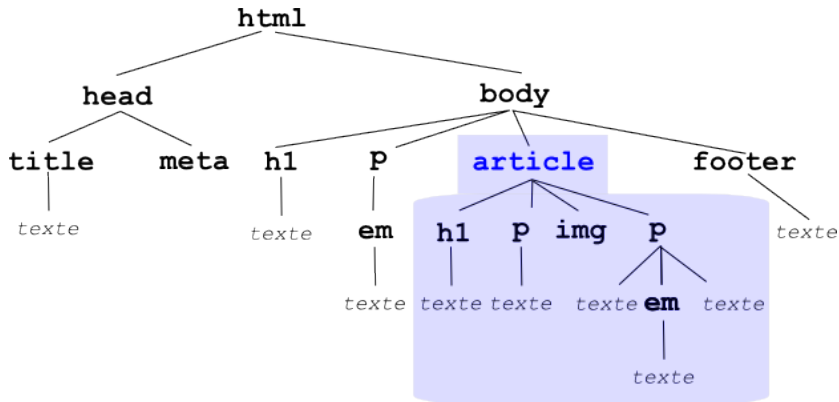 html
head body
title meta h1 p article footer
texte texte em h1 p img p texte
texte texte texte texte em texte
texte